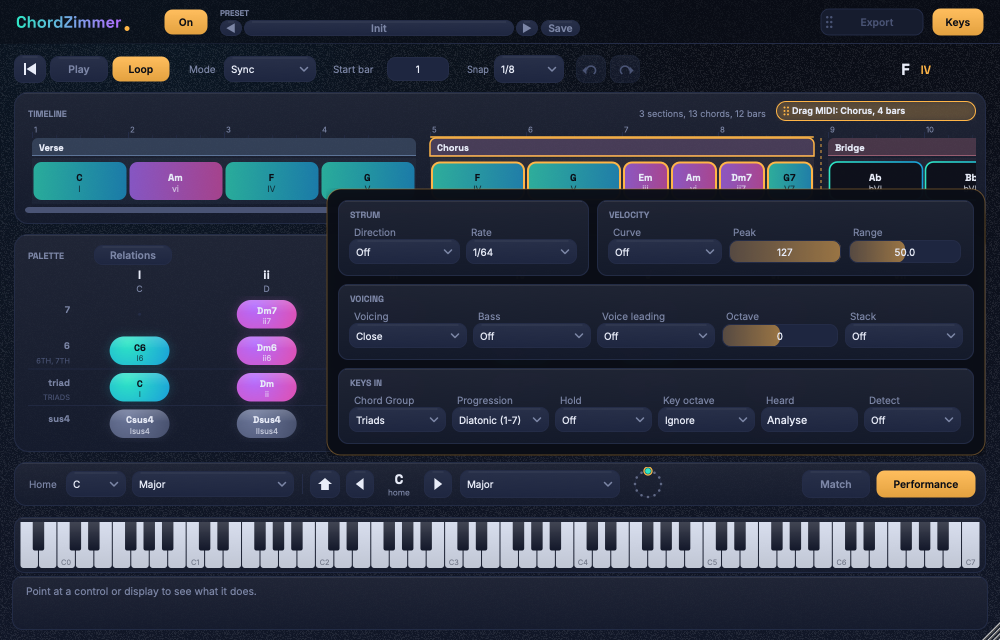 ChordZimmer.
On
PRESET
Init
Save
Export
Keys
Play
Loop
Mode
Sync
Start bar
1
Snap
1/8
F IV
TIMELINE
3 sections, 13 chords, 12 bars
Drag MIDI: Chorus, 4 bars
1 2 3 4 5 6 7 8 9 10
Verse
Chorus
Bridge
C Am F G F G Em Am Dm7 G7 Ab Bb
I vi IV V IV V iii vi ii7 V7 bVI bVII
PALETTE
Relations
I ii
C D
7
Dm7
ii7
6
6TH, 7TH
C6 Dm6
I6 ii6
triad
TRIADS
C Dm
I ii
sus4
Csus4 Dsus4
Isus4 IIsus4
STRUM
Direction Rate
Off 1/64
VELOCITY
Curve Peak Range
Off 127 50.0
VOICING
Voicing Bass Voice leading Octave Stack
Close Off Off 0 Off
KEYS IN
Chord Group Progression Hold Key octave Heard Detect
Triads Diatonic (1-7) Off Ignore Analyse Off
Home
C
Major
C
home
Major
Match
Performance
C0 C1 C2 C3 C4 C5 C6 C7
Point at a control or display to see what it does.